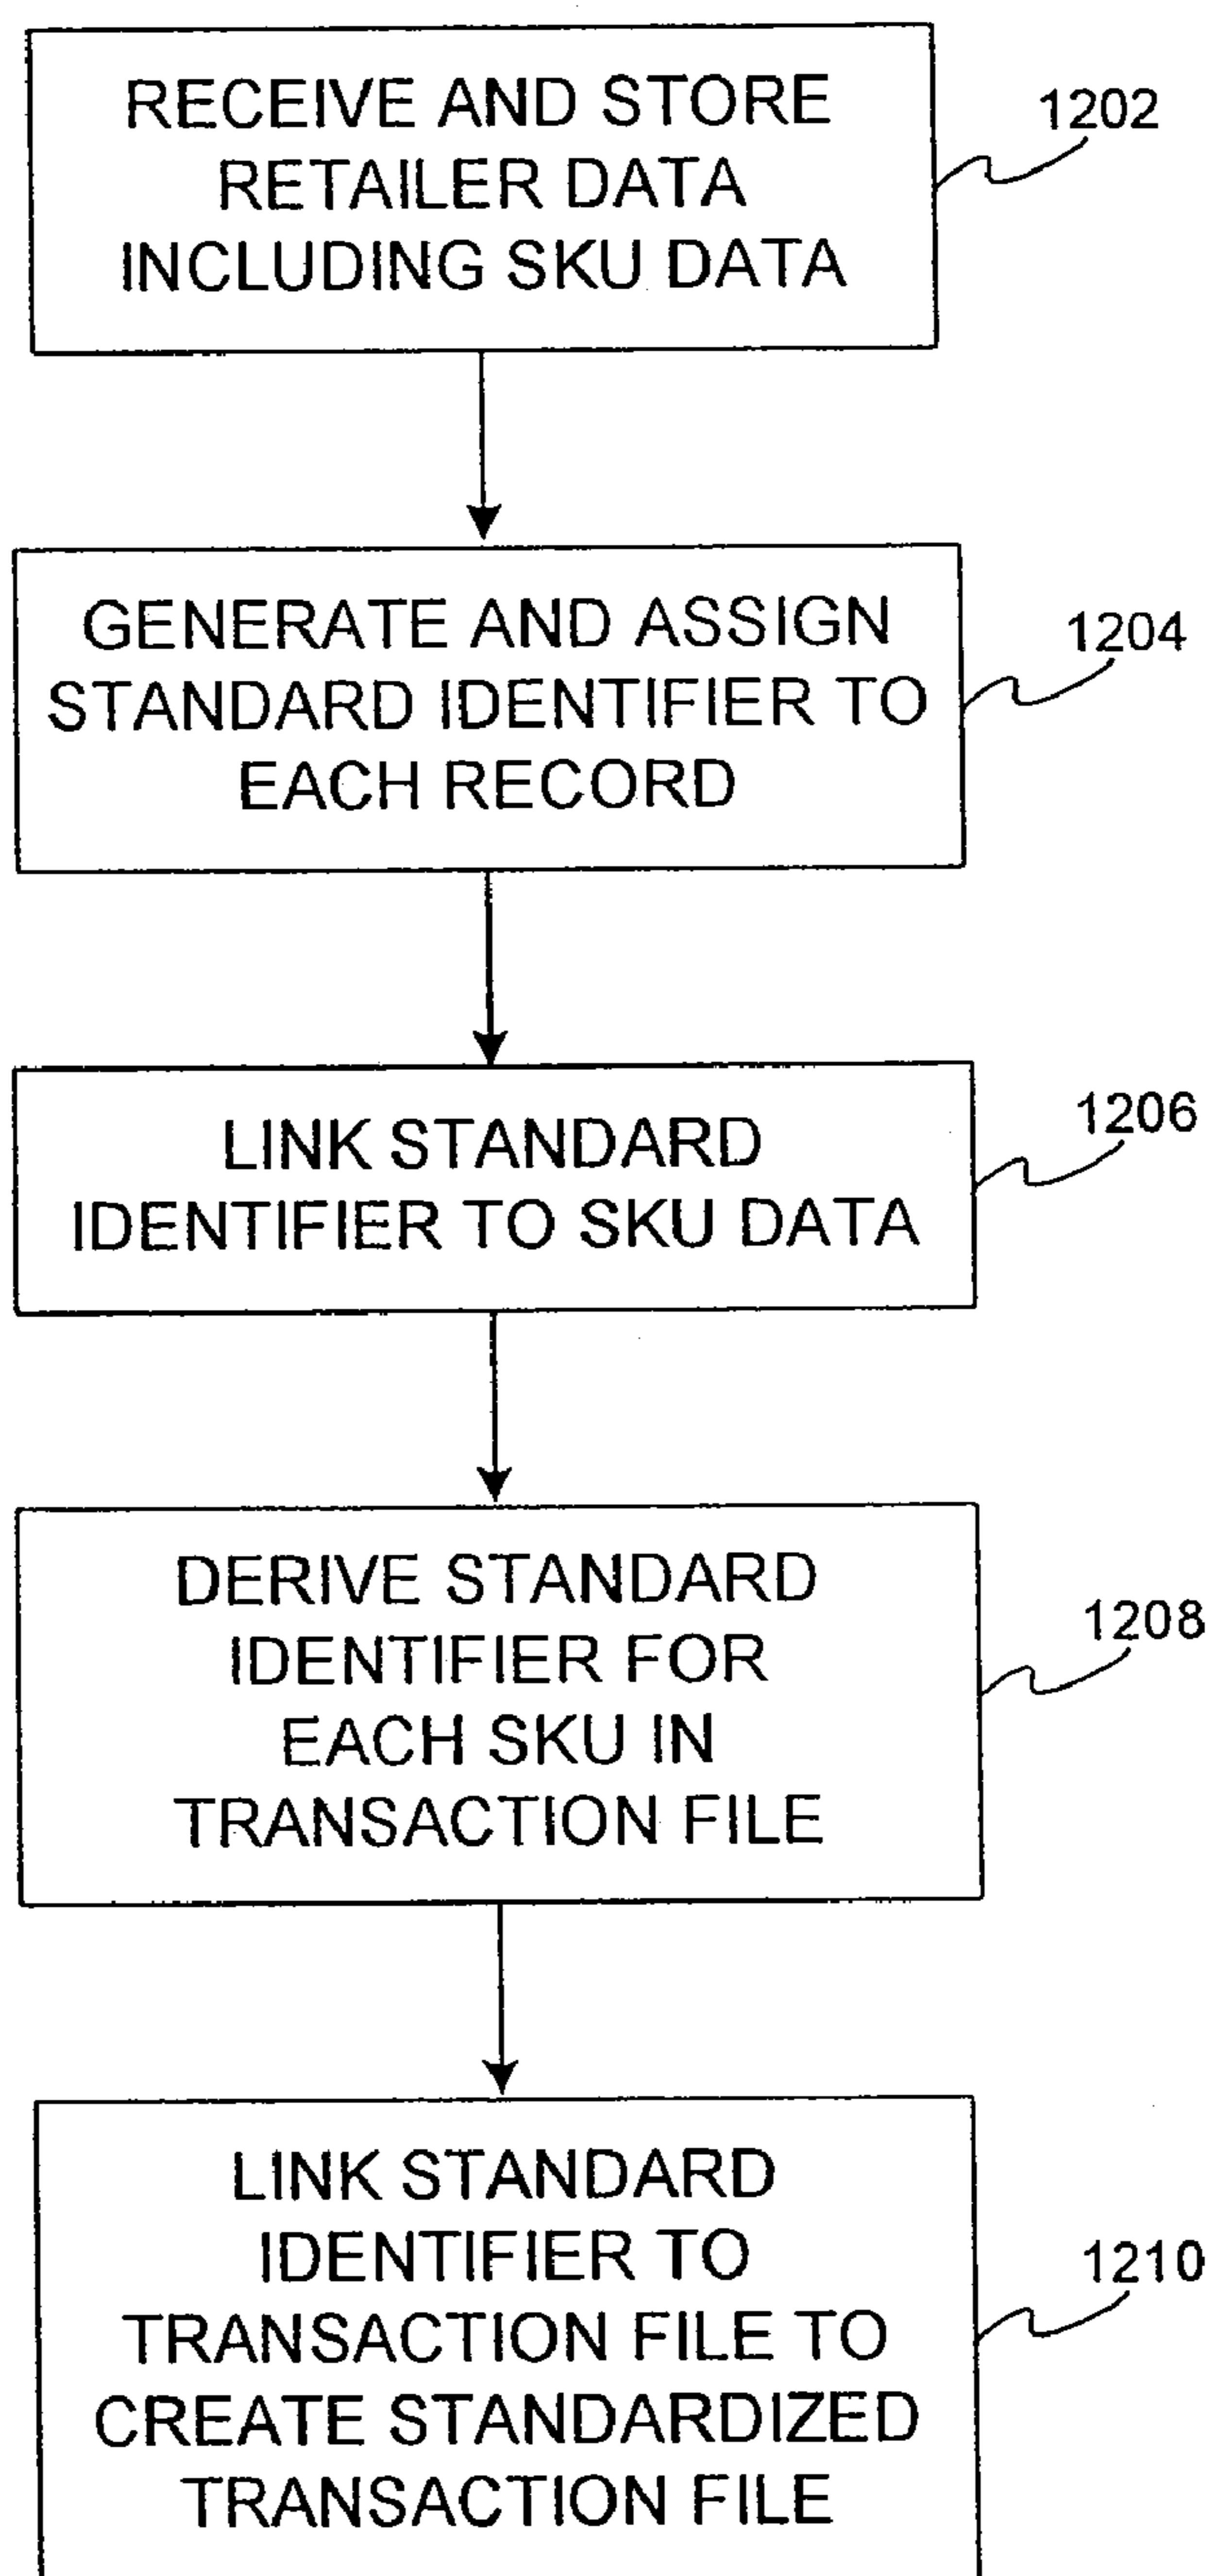 RECEIVE AND STORE
RETAILER DATA
INCLUDING SKU DATA
1202
GENERATE AND ASSIGN
STANDARD IDENTIFIER TO
EACH RECORD
1204
LINK STANDARD
IDENTIFIER TO SKU DATA
1206
DERIVE STANDARD
IDENTIFIER FOR
EACH SKU IN
TRANSACTION FILE
1208
LINK STANDARD
IDENTIFIER TO
TRANSACTION FILE TO
CREATE STANDARDIZED
TRANSACTION FILE
1210